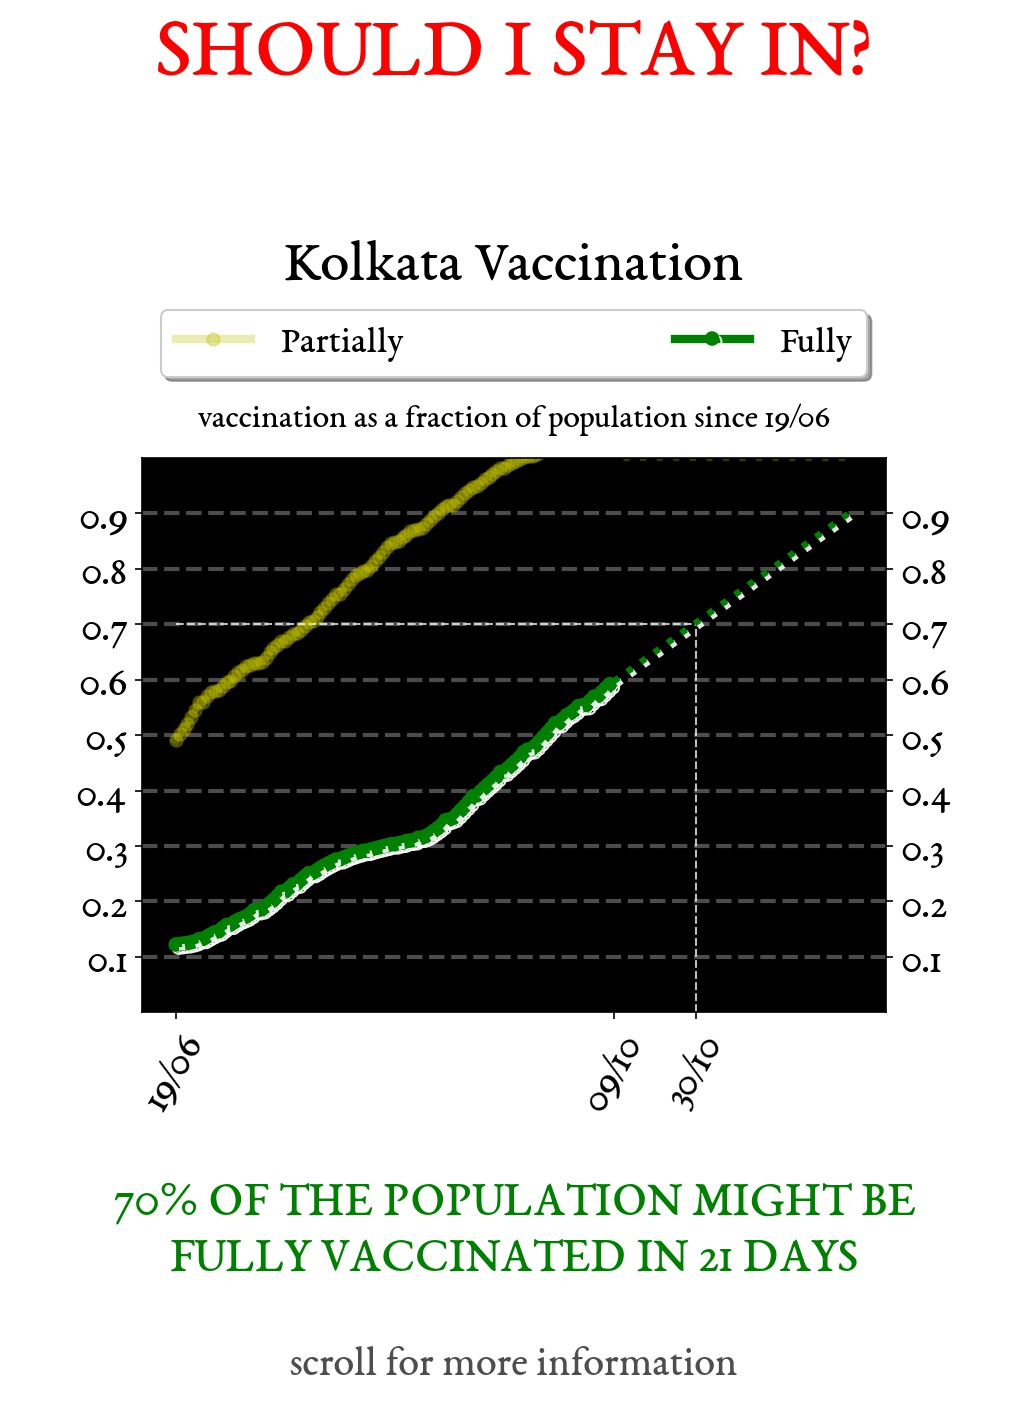 SHOULD I STAY IN?
Kolkata Vaccination
Partially Fully
vaccination as a fraction of population since 19/06
0.9 0.9
0.8 0.8
0.7 0.7
0.6 0.6
0.5 0.5
0.4 0.4
0.3 0.3
0.2 0.2
0.1 0.1
19/06 09/10 30/10
70% OF THE POPULATION MIGHT BE
FULLY VACCINATED IN 21 DAYS
scroll for more information